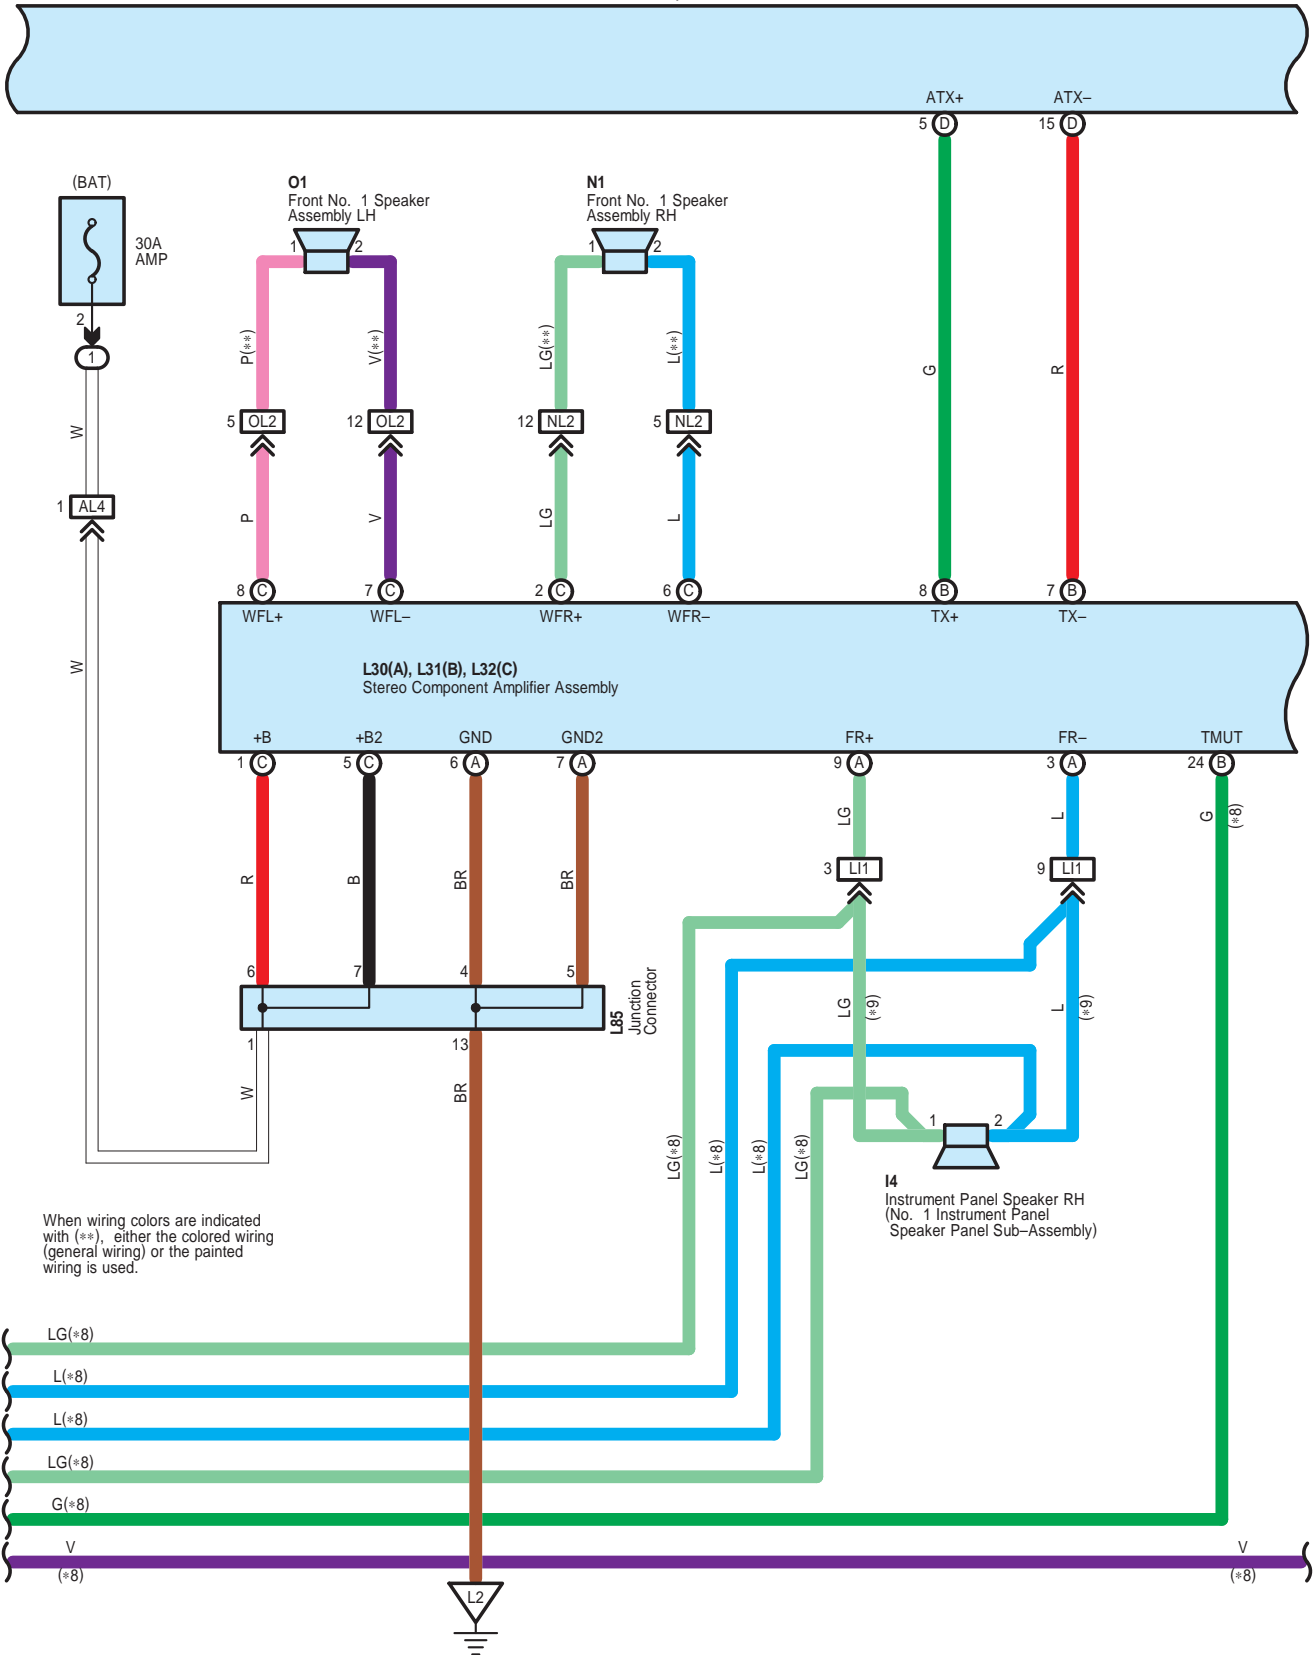 ATX+ ATX–
5 D 15 D
(BAT)
30A
AMP
2
1
W
1 AL4
W
O1
Front No. 1 Speaker
Assembly LH
1 2
P(**) V(**)
5 OL2 12 OL2
P V
8 C 7 C
N1
Front No. 1 Speaker
Assembly RH
1 2
LG(**) L(**)
12 NL2 5 NL2
LG L
2 C 6 C
G R
8 B 7 B
WFL+ WFL– WFR+ WFR– TX+ TX–
L30(A), L31(B), L32(C)
Stereo Component Amplifier Assembly
+B +B2 GND GND2 FR+ FR– TMUT
1 C 5 C 6 A 7 A 9 A 3 A 24 B
LG L G (*8)
R B BR BR
3 LI1 9 LI1
6 7 4 5
L85
Junction
Connector
LG (*9) L (*9)
1 13
W BR
1 2
LG(*8) L(*8) L(*8) LG(*8)
I4
Instrument Panel Speaker RH
(No. 1 Instrument Panel
Speaker Panel Sub–Assembly)
When wiring colors are indicated
with (**), either the colored wiring
(general wiring) or the painted
wiring is used.
LG(*8)
L(*8)
L(*8)
LG(*8)
G(*8)
V V
(*8) (*8)
L2